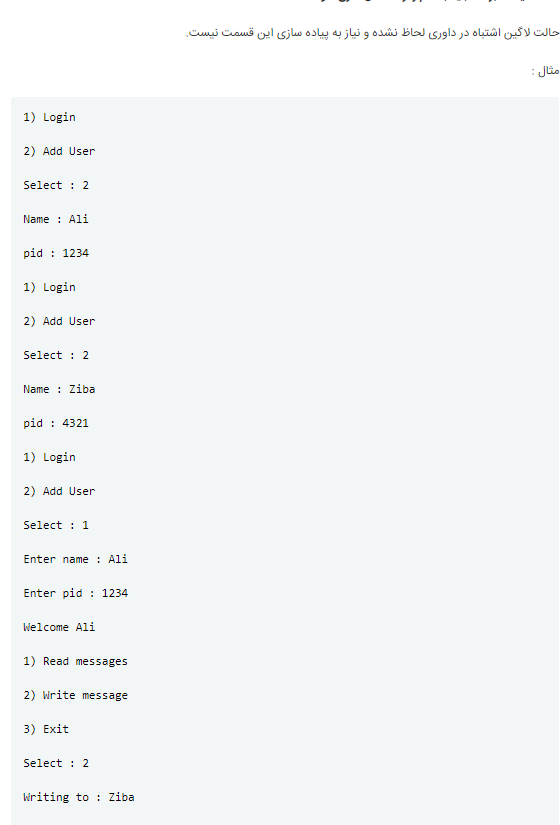 حالت لاگین اشتباه در داوری لحاظ نشده و نیاز به پیاده سازی این قسمت نیست.
مثال :
1) Login
2) Add User
Select : 2
Name : Ali
pid : 1234
1) Login
2) Add User
Select : 2
Name : Ziba
pid : 4321
1) Login
2) Add User
Select : 1
Enter name : Ali
Enter pid : 1234
Welcome Ali
1) Read messages
2) Write message
3) Exit
Select : 2
Writing to : Ziba